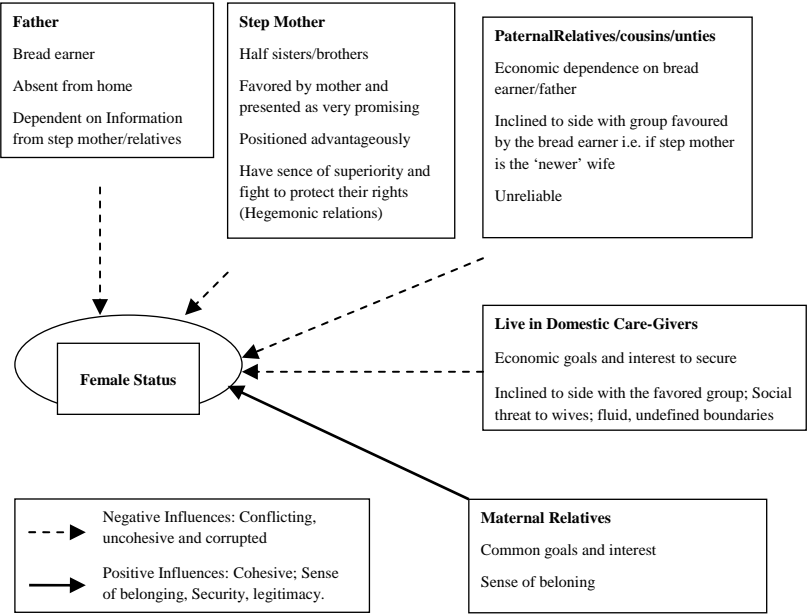 Father
Bread earner
Absent from home
Dependent on Information
from step mother/relatives
Step Mother
Half sisters/brothers
Favored by mother and
presented as very promising
Positioned advantageously
Have sence of superiority and
fight to protect their rights
(Hegemonic relations)
PaternalRelatives/cousins/unties
Economic dependence on bread
earner/father
Inclined to side with group favoured
by the bread earner i.e. if step mother
is the ‘newer’ wife
Unreliable
Female Status
Live in Domestic Care-Givers
Economic goals and interest to secure
Inclined to side with the favored group; Social
threat to wives; fluid, undefined boundaries
Negative Influences: Conflicting,
uncohesive and corrupted
Positive Influences: Cohesive; Sense
of belonging, Security, legitimacy.
Maternal Relatives
Common goals and interest
Sense of beloning